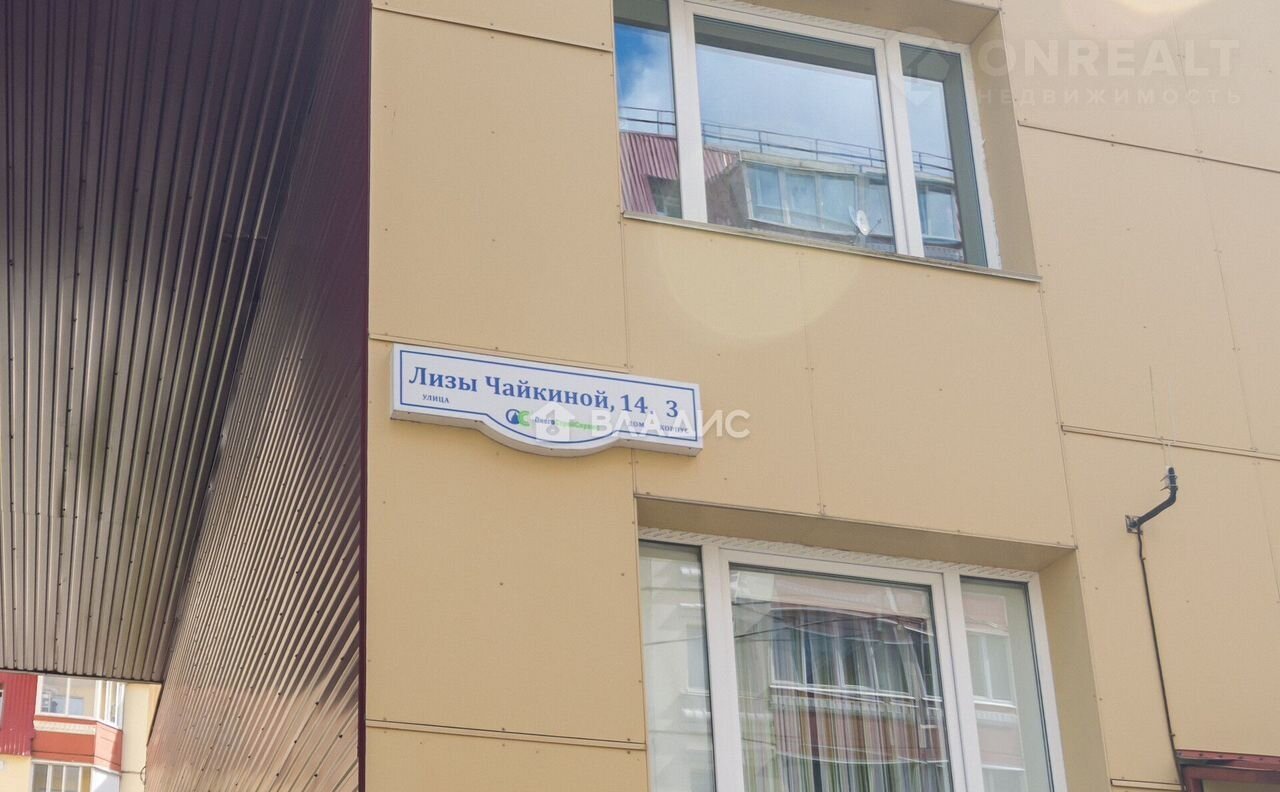 ONREALT
НЕДВИЖИМОСТЬ
Лизы Чайкиной, 14, 3
УЛИЦА ДОМ КОРПУС
ВЛАДИС